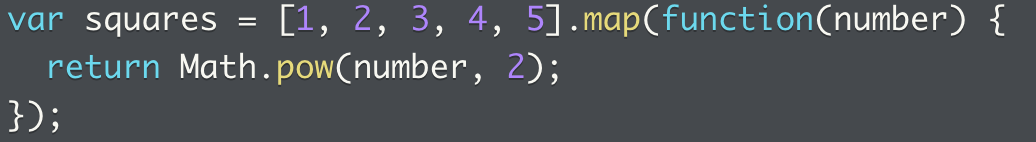 var squares = [1, 2, 3, 4, 5].map(function(number) {
  return Math.pow(number, 2);
});